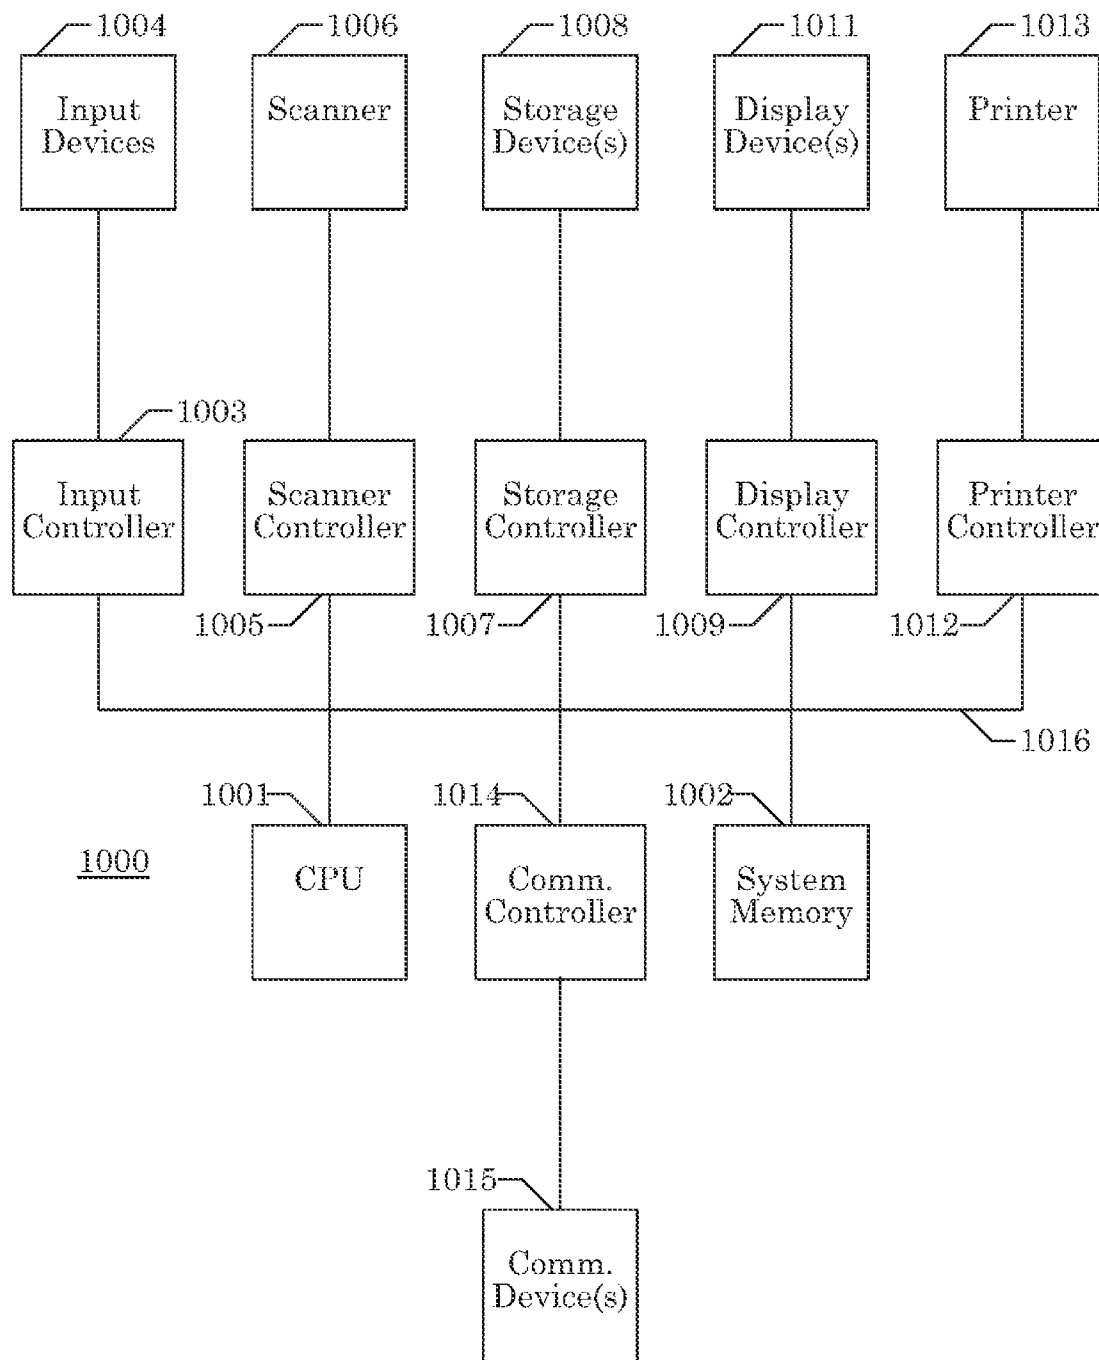 1004
1006
1008
1011
1013
Input
Devices
Scanner
Storage
Device(s)
Display
Device(s)
Printer
1003
Input
Controller
Scanner
Controller
Storage
Controller
Display
Controller
Printer
Controller
1005
1007
1009
1012
1016
1001
1014
1002
1000
CPU
Comm.
Controller
System
Memory
1015
Comm.
Device(s)